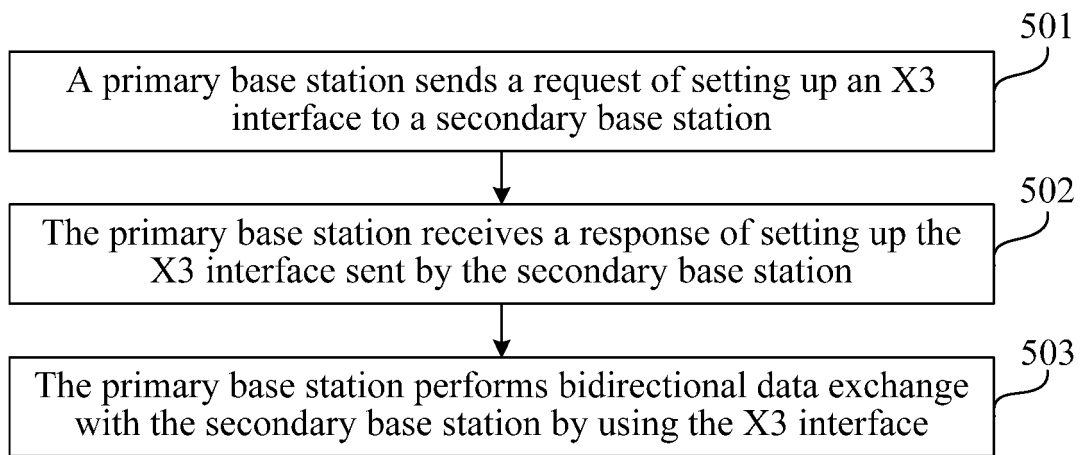 501
A primary base station sends a request of setting up an X3
interface to a secondary base station
502
The primary base station receives a response of setting up the
X3 interface sent by the secondary base station
503
The primary base station performs bidirectional data exchange
with the secondary base station by using the X3 interface